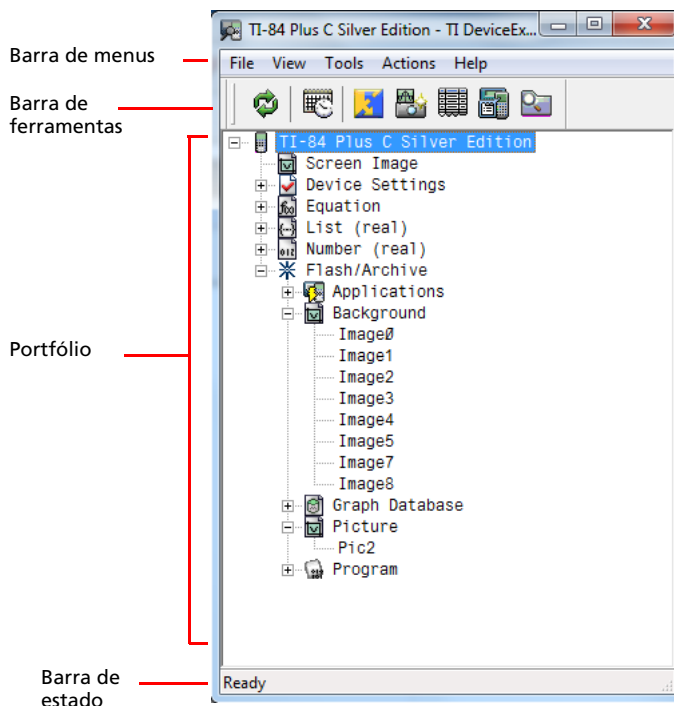 TI-84 Plus C Silver Edition - TI DeviceEx...
Barra de menus
File View Tools Actions Help
Barra de
ferramentas
TI-84 Plus C Silver Edition
Screen Image
Device Settings
Equation
List (real)
Number (real)
Flash/Archive
Applications
Background
Image0
Image1
Portfólio
Image2
Image3
Image4
Image5
Image7
Image8
Graph Database
Picture
Pic2
Program
Barra de
estado
Ready